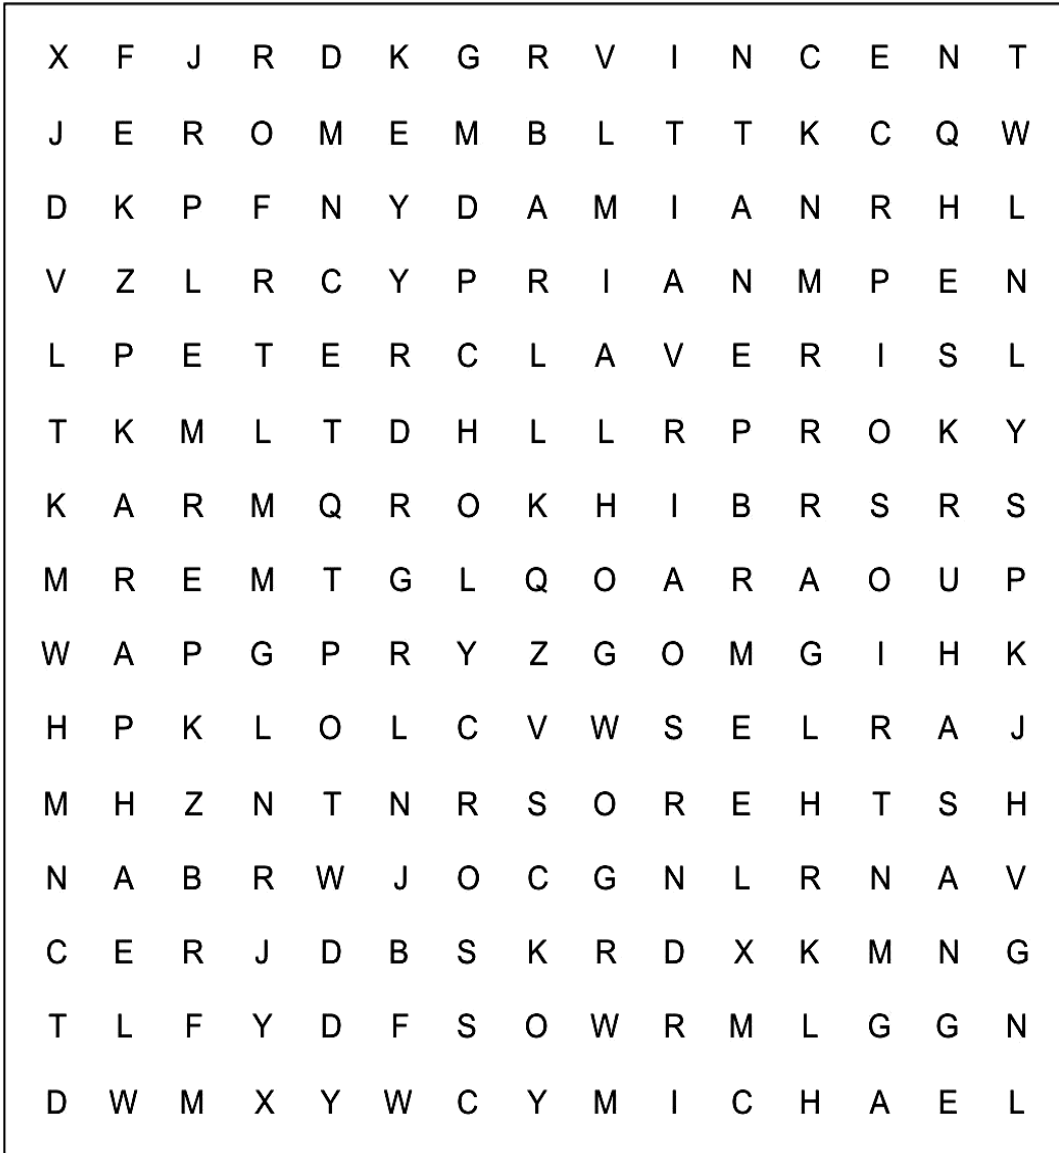 X F J R D K G R V I N C E N T
J E R O M E M B L T T K C Q W
D K P F N Y D A M I A N R H L
V Z L R C Y P R I A N M P E N
L P E T E R C L A V E R I S L
T K M L T D H L L R P R O K Y
K A R M Q R O K H I B R S R S
M R E M T G L Q O A R A O U P
W A P G P R Y Z G O M G I H K
H P K L O L C V W S E L R A J
M H Z N T N R S O R E H T S H
N A B R W J O C G N L R N A V
C E R J D B S K R D X K M N G
T L F Y D F S O W R M L G G N
D W M X Y W C Y M I C H A E L